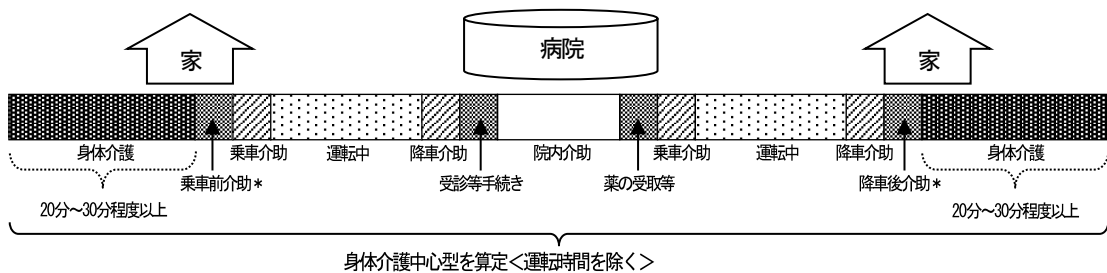 家
病院
家
身体介護
乗車介助
運転中
降車介助
院内介助
乗車介助
運転中
降車介助
身体介護
乗車前介助*
受診等手続き
薬の受取等
降車後介助*
20分~30分程度以上
20分~30分程度以上
身体介護中心型を算定<運転時間を除く>